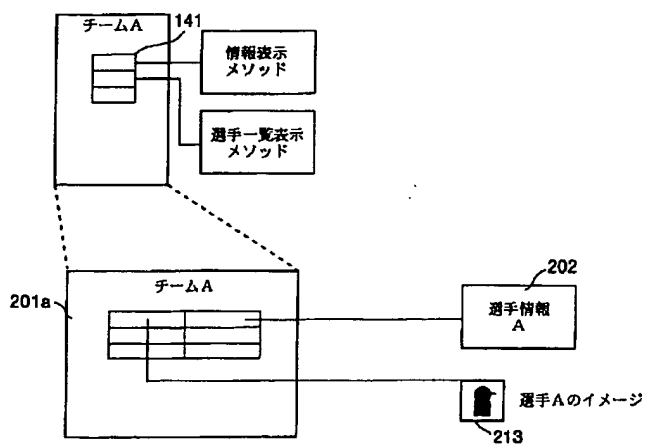 チームA
141
情報表示
メソッド
選手一覧表示
メソッド
チームA
201a
202
選手情報
A
選手Aのイメージ
213